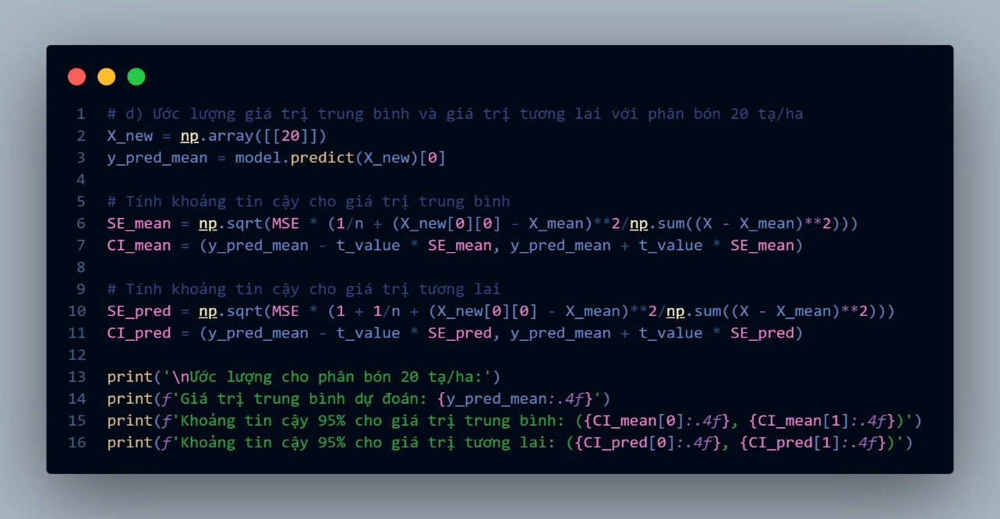 1 # d) Ước lượng giá trị trung bình và giá trị tương lai với phân bón 20 tạ/ha
2 X_new = np.array([[20]])
3 y_pred_mean = model.predict(X_new)[0]
4
5 # Tính khoảng tin cậy cho giá trị trung bình
6 SE_mean = np.sqrt(MSE * (1/n + (X_new[0][0] - X_mean)**2/np.sum((X - X_mean)**2)))
7 CI_mean = (y_pred_mean - t_value * SE_mean, y_pred_mean + t_value * SE_mean)
8
9 # Tính khoảng tin cậy cho giá trị tương lai
10 SE_pred = np.sqrt(MSE * (1 + 1/n + (X_new[0][0] - X_mean)**2/np.sum((X - X_mean)**2)))
11 CI_pred = (y_pred_mean - t_value * SE_pred, y_pred_mean + t_value * SE_pred)
12
13 print('\nƯớc lượng cho phân bón 20 tạ/ha:')
14 print(f'Giá trị trung bình dự đoán: {y_pred_mean:.4f}')
15 print(f'Khoảng tin cậy 95% cho giá trị trung bình: ({CI_mean[0]:.4f}, {CI_mean[1]:.4f})')
16 print(f'Khoảng tin cậy 95% cho giá trị tương lai: ({CI_pred[0]:.4f}, {CI_pred[1]:.4f})')